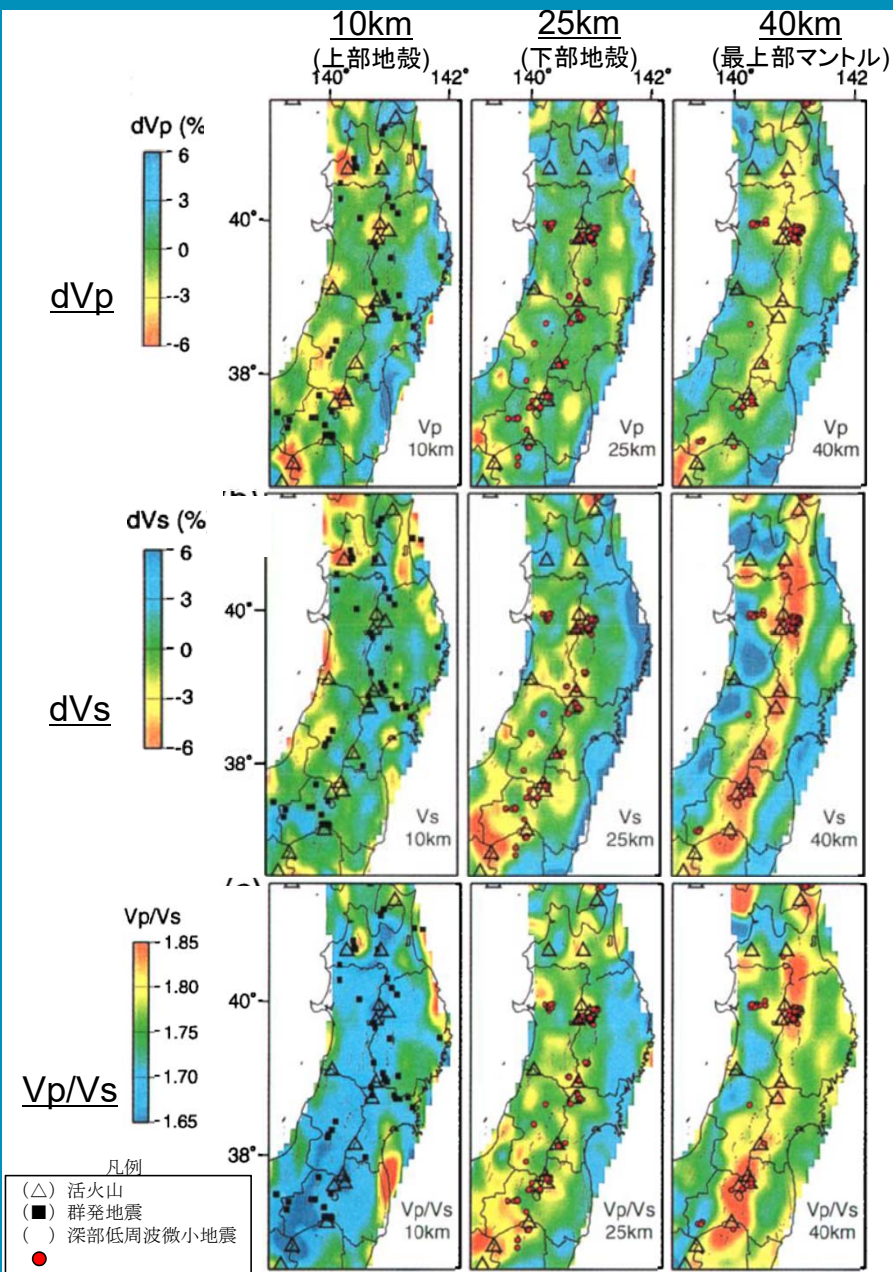 10km 25km 40km
(上部地殻) (下部地殻) (最上部マントル)
140° 142° 140° 142° 140° 142°
dVp (%
6
3
0
-3
-6
dVp
40°
38°
Vp
10km
Vp
25km
Vp
40km
dVs (%
6
3
0
-3
-6
dVs
40°
38°
Vs
10km
Vs
25km
Vs
40km
Vp/Vs
1.85
1.80
1.75
1.70
1.65
Vp/Vs
40°
38°
Vp/Vs
10km
Vp/Vs
25km
Vp/Vs
40km
凡例
(△) 活火山
(■) 群発地震
( ) 深部低周波微小地震